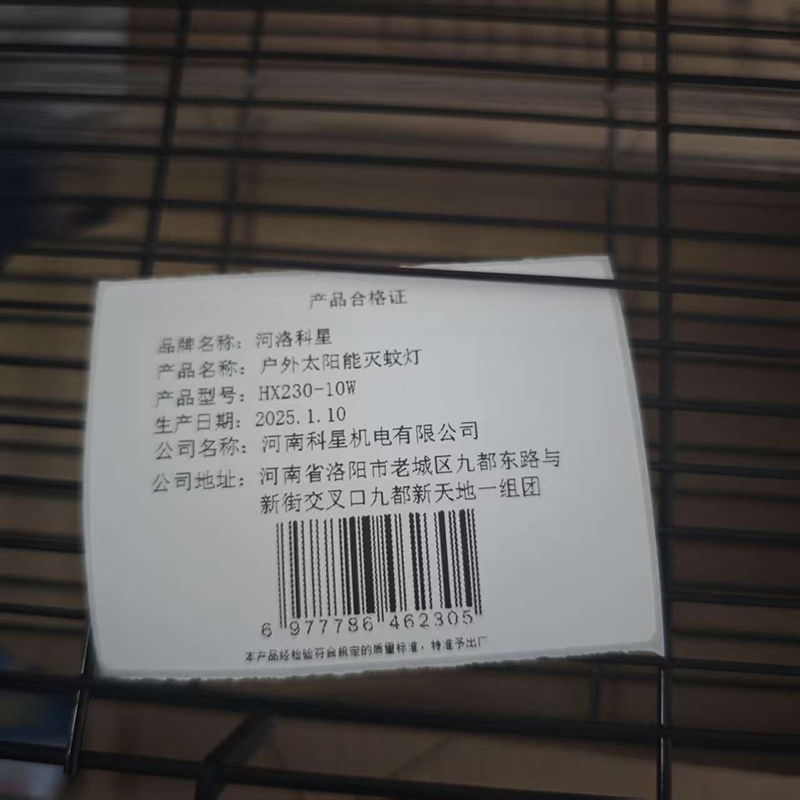 产品合格证
品牌名称：河洛科星
产品名称：户外太阳能灭蚊灯
产品型号：HX230-10W
生产日期：2025.1.10
公司名称：河南科星机电有限公司
公司地址：河南省洛阳市老城区九都东路与
新街交叉口九都新天地一组团
6 977786 462305
本产品经检验符合规定的质量标准，特准予出厂